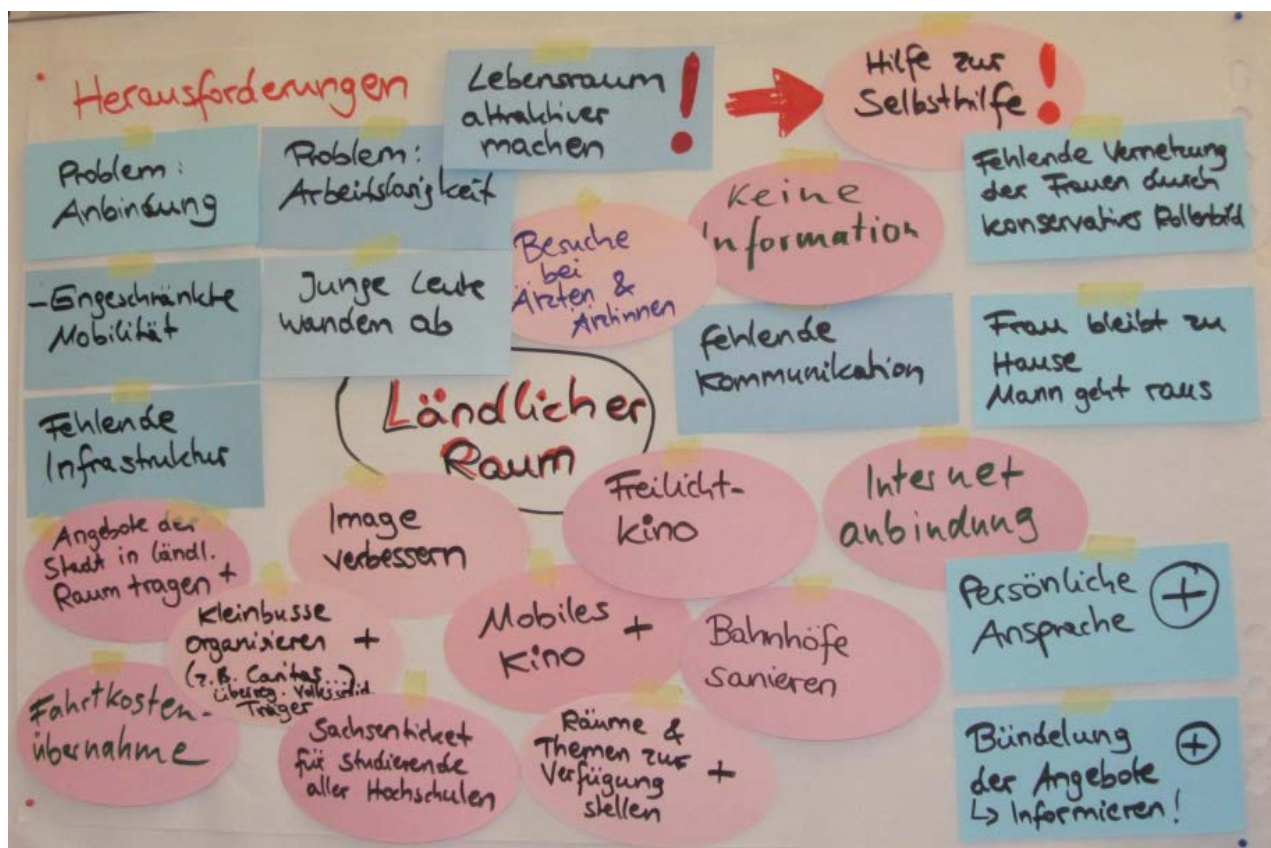 Herausforderungen
Lebensraum !
attraktiver
machen
Hilfe zur
Selbsthilfe !
Problem:
Anbindung
Problem:
Arbeitslosigkeit
Fehlende Vernetzung
der Frauen durch
konservatives Rollenbild
Keine
Information
Besuche
bei
Ärzten &
Ärztinnen
- Engeschränkte
Mobilität
Junge Leute
wandern ab
Fehlende
Kommunikation
Frau bleibt zu
Hause
Mann geht raus
Ländlicher
Raum
Fehlende
Infrastruktur
Image
verbessern
Freilicht-
Kino
Internet
anbindung
Angebote der
Stadt in ländl.
Raum tragen +
Kleinbusse
organisieren +
(z.B. Caritas...)
überreg. Volkssolid.
Träger
Mobiles +
Kino
Bahnhöfe
sanieren
Persönliche +
Ansprache
Fahrtkosten-
übernahme
Sachsenticket
für Studierende
aller Hochschulen
Räume &
Themen zur
Verfügung +
stellen
Bündelung +
der Angebote
↳ Informieren!